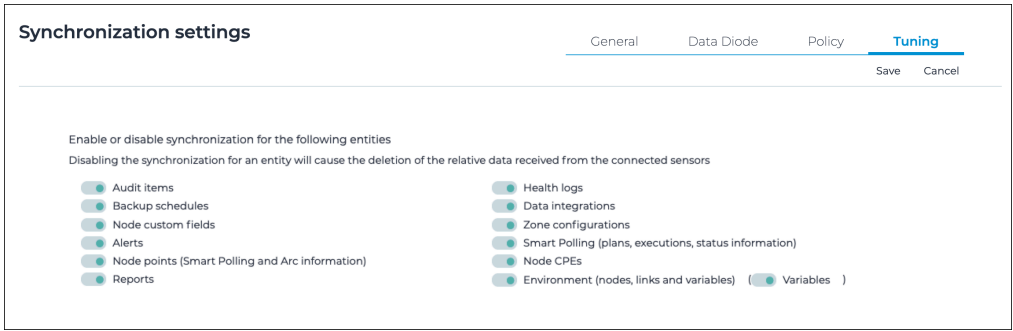 Synchronization settings
General Data Diode Policy Tuning
Save Cancel
Enable or disable synchronization for the following entities
Disabling the synchronization for an entity will cause the deletion of the relative data received from the connected sensors
Audit items
Backup schedules
Node custom fields
Alerts
Node points (Smart Polling and Arc information)
Reports
Health logs
Data integrations
Zone configurations
Smart Polling (plans, executions, status information)
Node CPEs
Environment (nodes, links and variables) ( Variables )